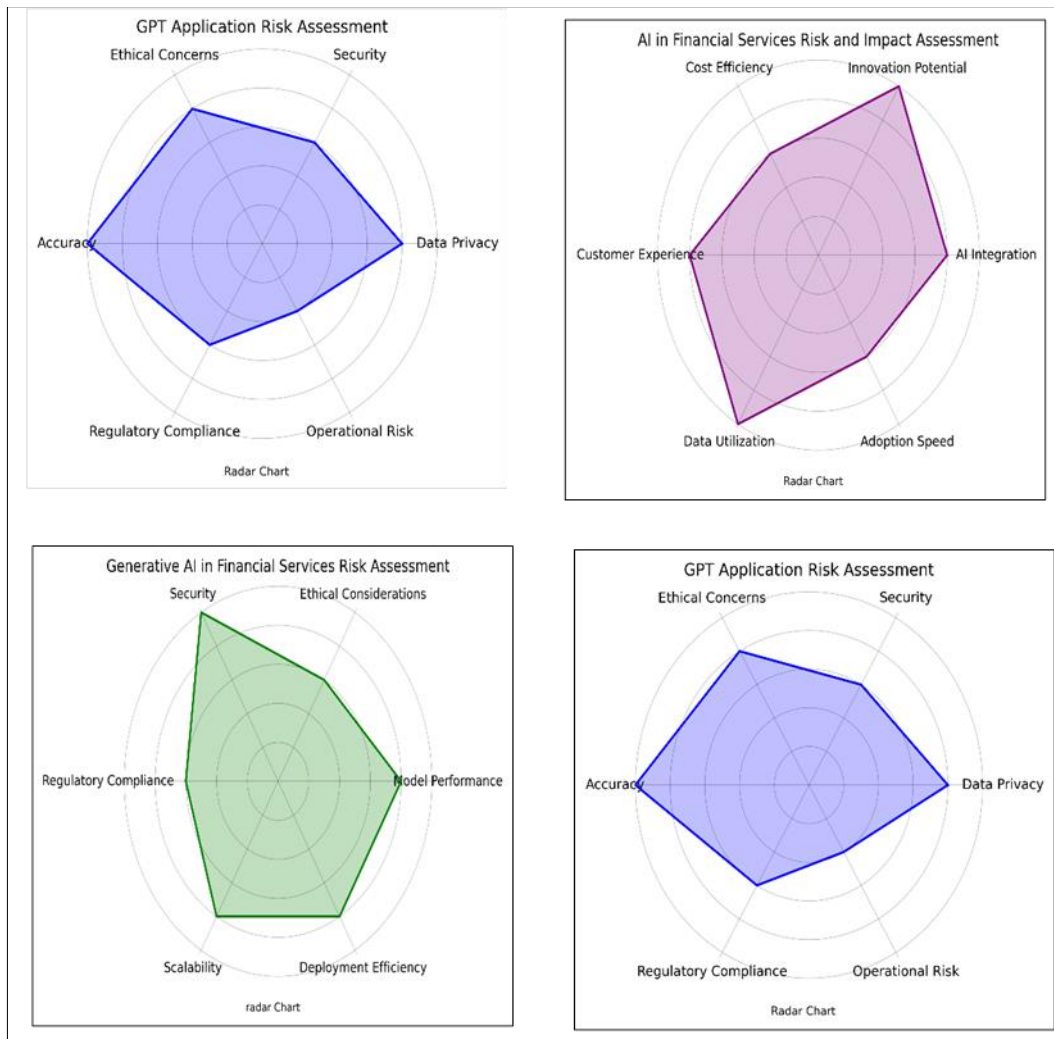 GPT Application Risk Assessment
Ethical Concerns
Security
Accuracy
Data Privacy
Regulatory Compliance
Operational Risk
Radar Chart
AI in Financial Services Risk and Impact Assessment
Cost Efficiency
Innovation Potential
Customer Experience
AI Integration
Data Utilization
Adoption Speed
Radar Chart
Generative AI in Financial Services Risk Assessment
Security
Ethical Considerations
Regulatory Compliance
Model Performance
Scalability
Deployment Efficiency
radar Chart
GPT Application Risk Assessment
Ethical Concerns
Security
Accuracy
Data Privacy
Regulatory Compliance
Operational Risk
Radar Chart